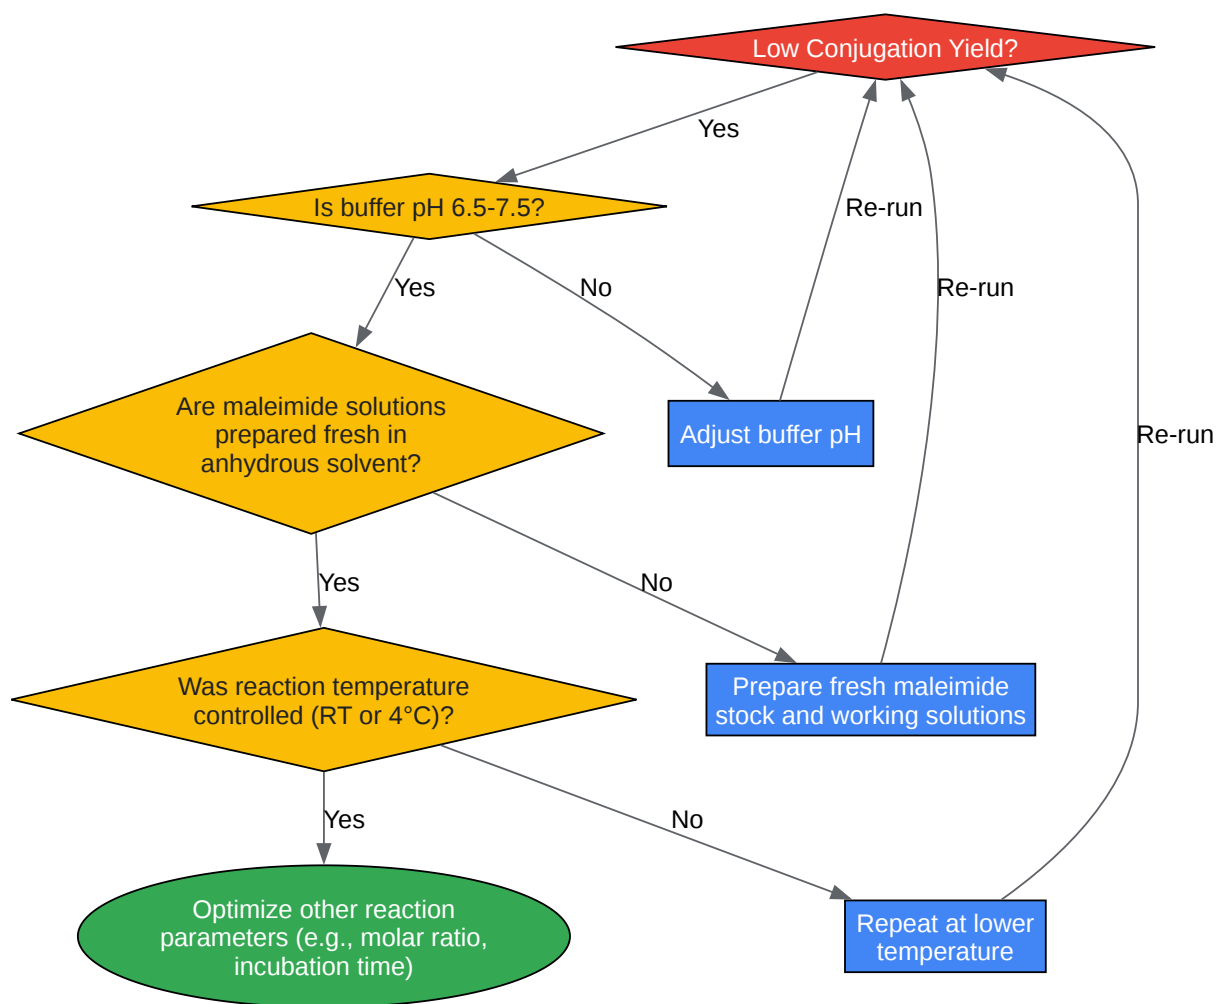 Low Conjugation Yield?
Yes
Is buffer pH 6.5-7.5?
Re-run
Yes
No
Re-run
Are maleimide solutions
prepared fresh in
anhydrous solvent?
Adjust buffer pH
Re-run
Yes
No
Was reaction temperature
controlled (RT or 4°C)?
Prepare fresh maleimide
stock and working solutions
Yes
No
Optimize other reaction
parameters (e.g., molar ratio,
incubation time)
Repeat at lower
temperature